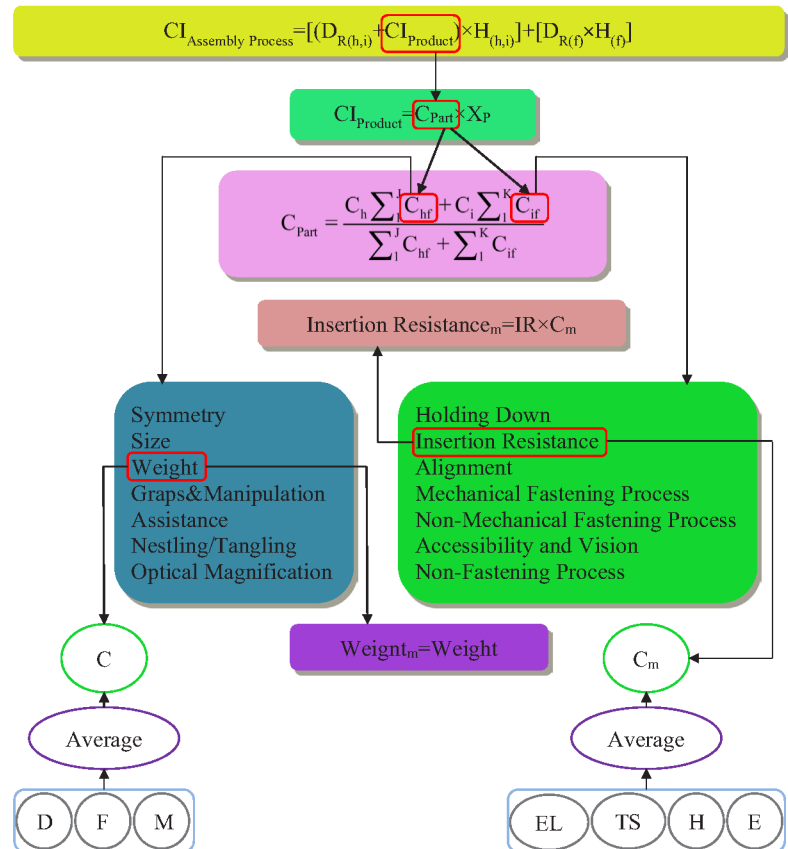 CI_Assembly Process=[(D_R(h,i)+CI_Product)×H_(h,i)]+[D_R(f)×H_(f)]
CI_Product=C_Part×X_P
C_Part = (C_h ∑_1^J C_hf + C_i ∑_1^K C_if) / (∑_1^J C_hf + ∑_1^K C_if)
Insertion Resistance_m=IR×C_m
Symmetry
Size
Weight
Graps&Manipulation
Assistance
Nestling/Tangling
Optical Magnification
Holding Down
Insertion Resistance
Alignment
Mechanical Fastening Process
Non-Mechanical Fastening Process
Accessibility and Vision
Non-Fastening Process
C
Weignt_m=Weight
C_m
Average
Average
D F M
EL TS H E